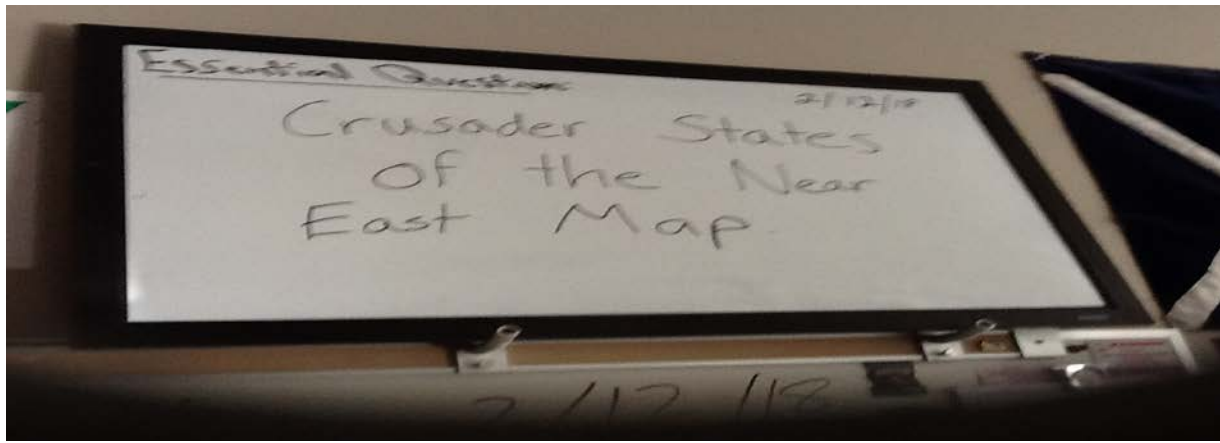 Essential Question
2/12/18
Crusader States
of the Near
East Map.
2/12/18